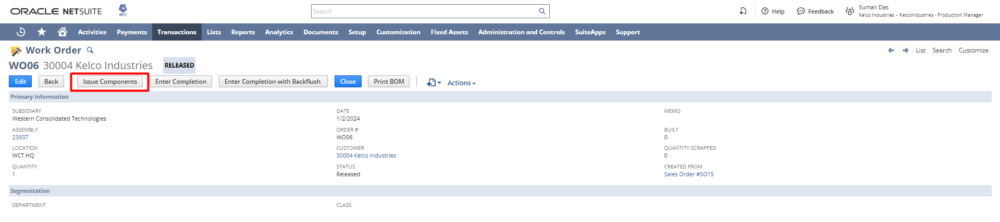 ORACLE NETSUITE
WCT
Search
Help
Feedback
Suman Das
Kelco Industries - KelcoIndustries - Production Manager
Activities Payments Transactions Lists Reports Analytics Documents Setup Customization Fixed Assets Administration and Controls SuiteApps Support
Work Order
List Search Customize
WO06 30004 Kelco Industries RELEASED
Edit Back Issue Components Enter Completion Enter Completion with Backflush Close Print BOM Actions
Primary Information
SUBSIDIARY
Western Consolidated Technologies
ASSEMBLY
23937
LOCATION
WCT HQ
QUANTITY
1
DATE
1/2/2024
ORDER #
WO06
CUSTOMER
30004 Kelco Industries
STATUS
Released
MEMO
BUILT
0
QUANTITY SCRAPPED
0
CREATED FROM
Sales Order #SO15
Segmentation
DEPARTMENT
CLASS